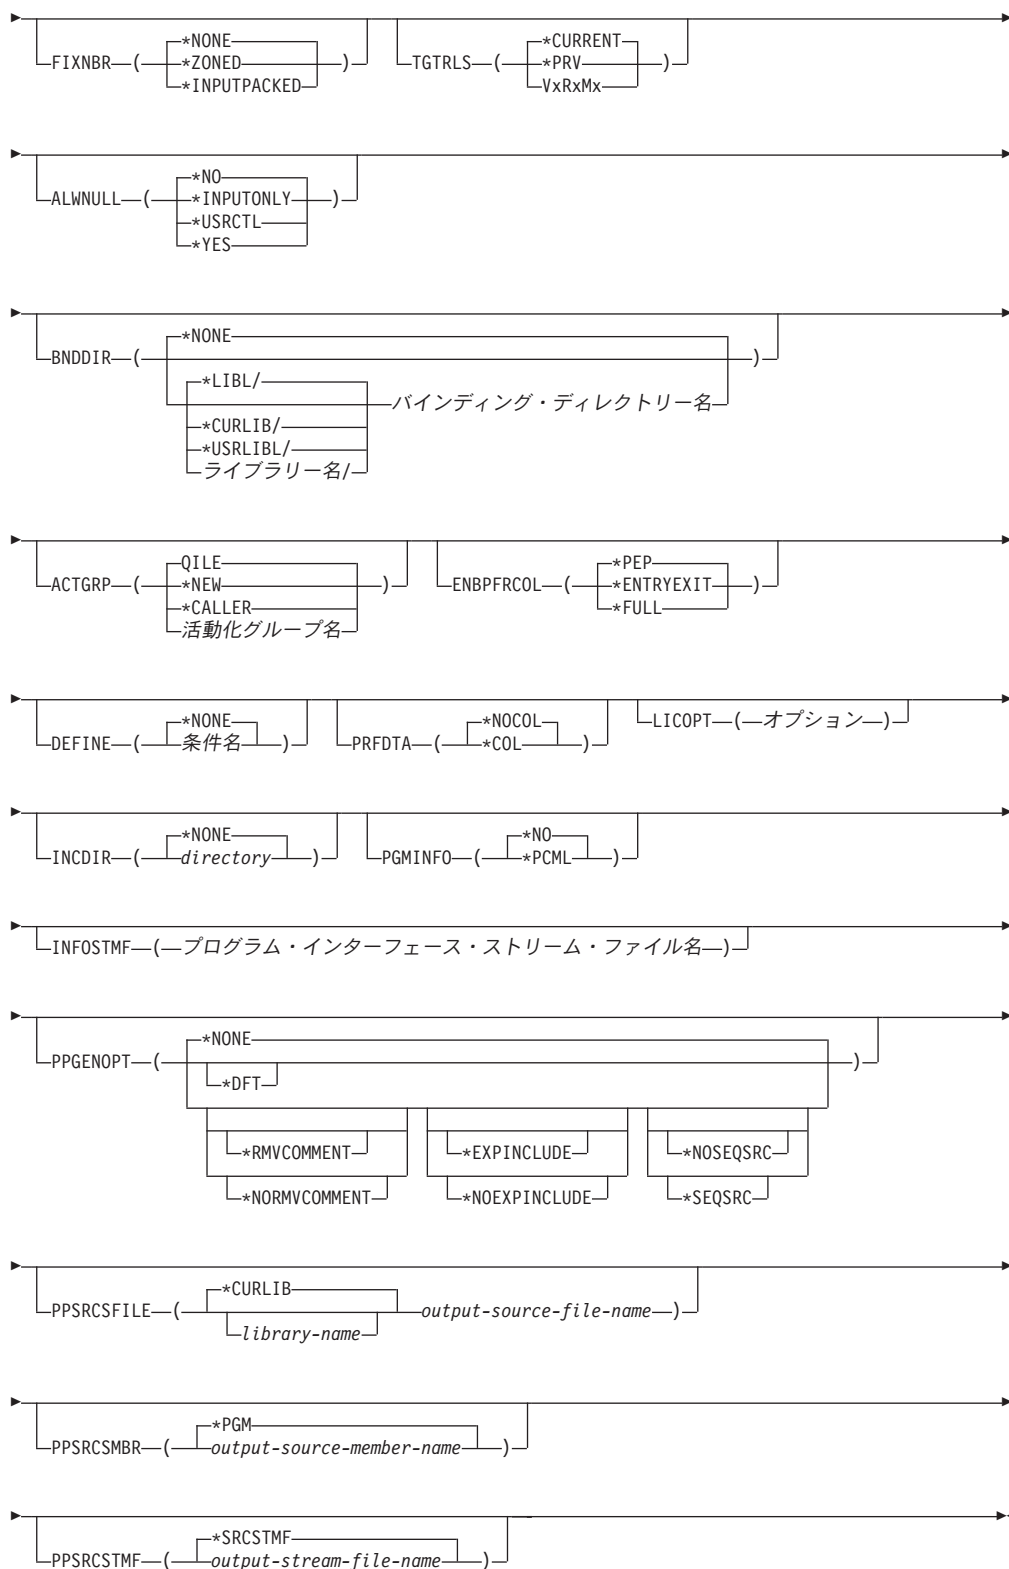 *NONE *CURRENT
FIXNBR ( *ZONED ) TGTRLS ( *PRV )
*INPUTPACKED VxRxMx
*NO
ALWNULL ( *INPUTONLY )
*USRCTL
*YES
*NONE
BNDDIR ( )
*LIBL/
バインディング・ディレクトリー名
*CURLIB/
*USRLIBL/
ライブラリー名/
QILE *PEP
ACTGRP ( *NEW ) ENBPFRCOL ( *ENTRYEXIT )
*CALLER *FULL
活動化グループ名
*NONE *NOCOL LICOPT ( オプション )
DEFINE ( 条件名 ) PRFDTA ( *COL )
*NONE *NO
INCDIR ( directory ) PGMINFO ( *PCML )
INFOSTMF ( プログラム・インターフェース・ストリーム・ファイル名 )
*NONE
PPGENOPT ( )
*DFT
*RMVCOMMENT *EXPINCLUDE *NOSEQSRC
*NORMVCOMMENT *NOEXPINCLUDE *SEQSRC
*CURLIB
PPSRCSFILE ( output-source-file-name )
library-name
*PGM
PPSRCSMBR ( output-source-member-name )
*SRCSTMF
PPSRCSTMF ( output-stream-file-name )